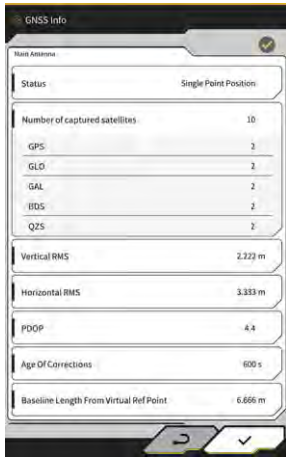 GNSS Info
Main Antenna
Status Single Point Position
Number of captured satellites 10
GPS 2
GLO 2
GAL 2
BDS 2
QZS 2
Vertical RMS 2.222 m
Horizontal RMS 3.333 m
PDOP 4.4
Age Of Corrections 600 s
Baseline Length From Virtual Ref Point 6.666 m